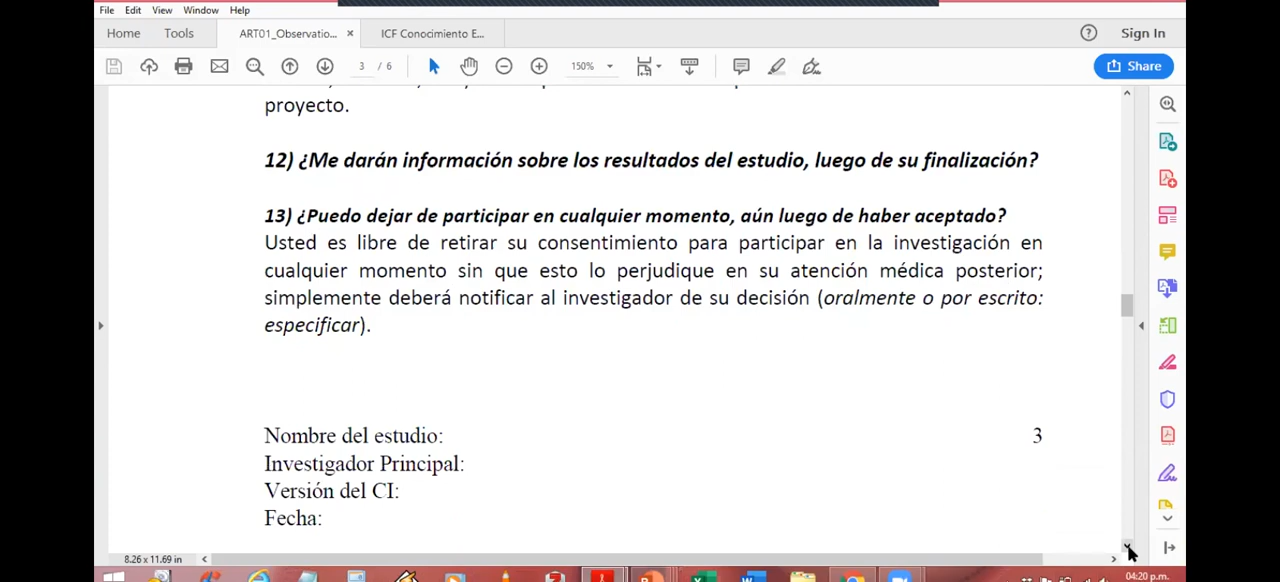 File Edit View Window Help
Home Tools ART01_Observatio... × ICF Conocimiento E... Sign In
3 / 6 150% Share
proyecto.
12) ¿Me darán información sobre los resultados del estudio, luego de su finalización?
13) ¿Puedo dejar de participar en cualquier momento, aún luego de haber aceptado?
Usted es libre de retirar su consentimiento para participar en la investigación en
cualquier momento sin que esto lo perjudique en su atención médica posterior;
simplemente deberá notificar al investigador de su decisión (oralmente o por escrito:
especificar).
Nombre del estudio: 3
Investigador Principal:
Versión del CI:
Fecha:
8.26 x 11.69 in
04:20 p.m.